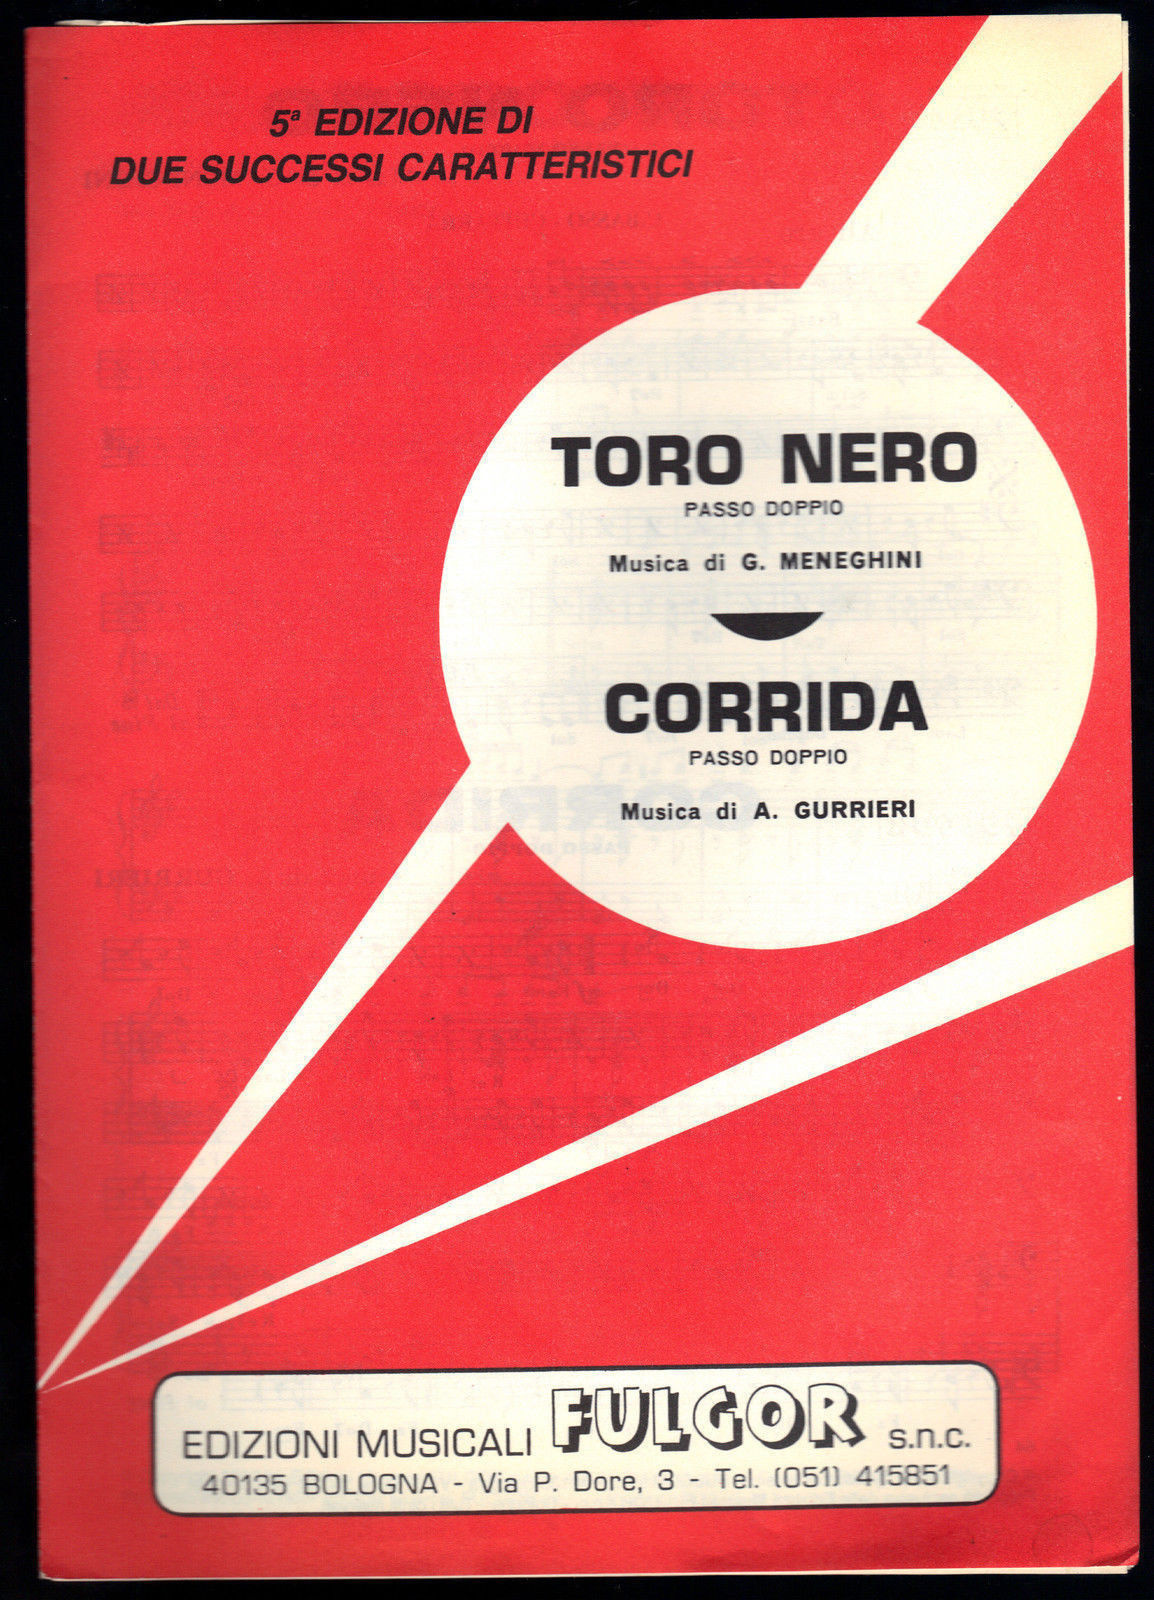 5ª EDIZIONE DI
DUE SUCCESSI CARATTERISTICI
TORO NERO
PASSO DOPPIO
Musica di G. MENEGHINI
CORRIDA
PASSO DOPPIO
Musica di A. GURRIERI
EDIZIONI MUSICALI FULGOR s.n.c.
40135 BOLOGNA - Via P. Dore, 3 - Tel. (051) 415851